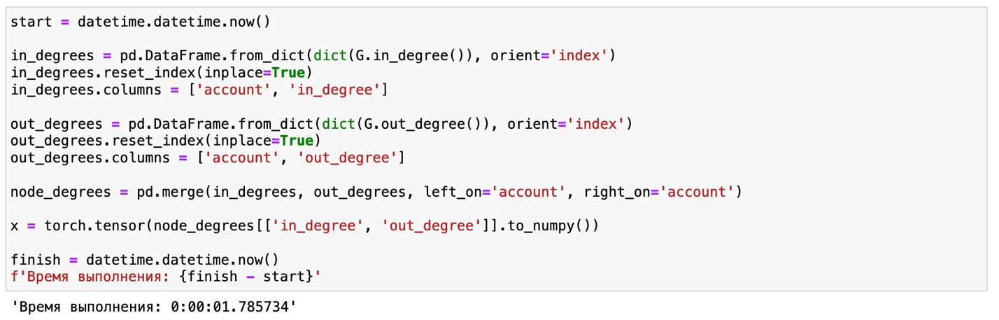 start = datetime.datetime.now()
in_degrees = pd.DataFrame.from_dict(dict(G.in_degree()), orient='index')
in_degrees.reset_index(inplace=True)
in_degrees.columns = ['account', 'in_degree']
out_degrees = pd.DataFrame.from_dict(dict(G.out_degree()), orient='index')
out_degrees.reset_index(inplace=True)
out_degrees.columns = ['account', 'out_degree']
node_degrees = pd.merge(in_degrees, out_degrees, left_on='account', right_on='account')
x = torch.tensor(node_degrees[['in_degree', 'out_degree']].to_numpy())
finish = datetime.datetime.now()
f'Время выполнения: {finish - start}'
'Время выполнения: 0:00:01.785734'